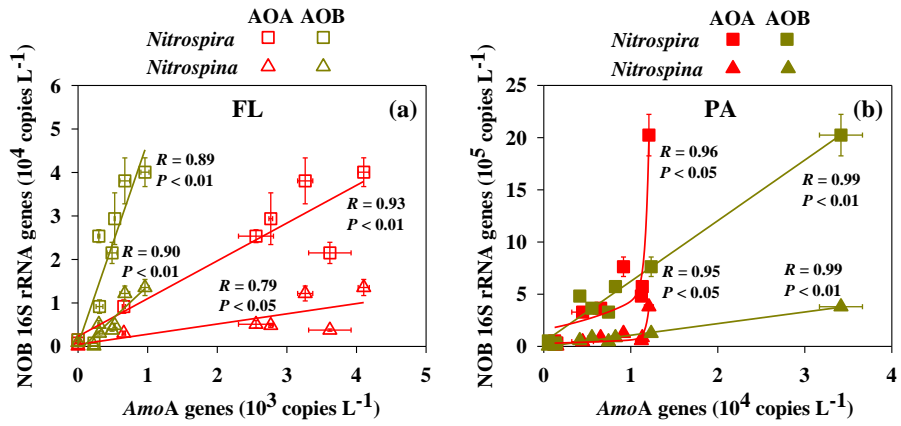 AOA AOB
Nitrospira
Nitrospina
AOA AOB
Nitrospira
Nitrospina
NOB 16S rRNA genes (10^4 copies L^-1)
6
5
4
3
2
1
0
FL
(a)
R = 0.89
P < 0.01
R = 0.93
P < 0.01
R = 0.90
P < 0.01
R = 0.79
P < 0.05
0 1 2 3 4 5
AmoA genes (10^3 copies L^-1)
NOB 16S rRNA genes (10^5 copies L^-1)
25
20
15
10
5
0
PA
(b)
R = 0.96
P < 0.05
R = 0.99
P < 0.01
R = 0.95
P < 0.05
R = 0.99
P < 0.01
0 1 2 3 4
AmoA genes (10^4 copies L^-1)